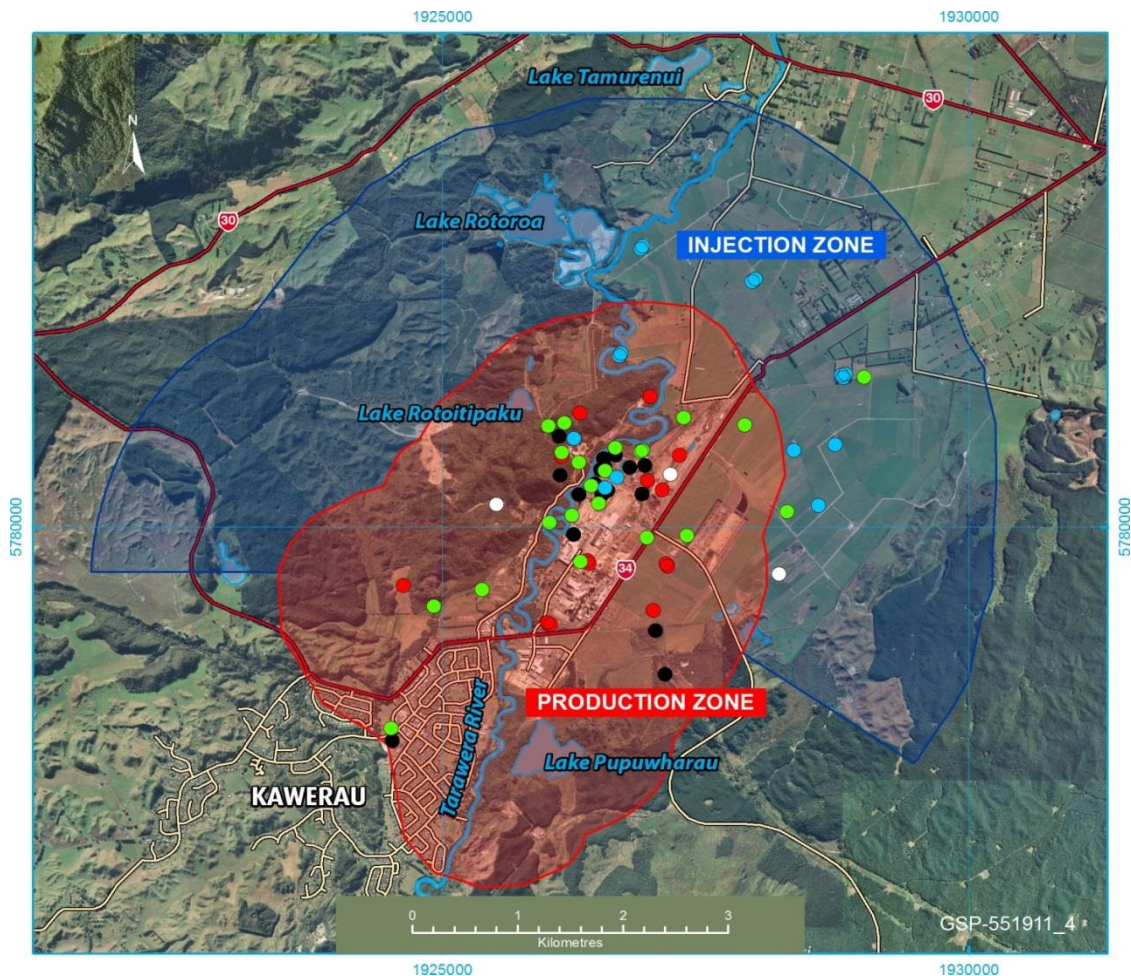 1925000
1930000
Lake Tamurenui
30
N
30
Lake Rotoroa
INJECTION ZONE
Lake Rotoitipaku
5780000
5780000
34
PRODUCTION ZONE
Tarawera River
Lake Pupuwharau
KAWERAU
0 1 2 3
Kilometres
GSP-551911_4
1925000
1930000